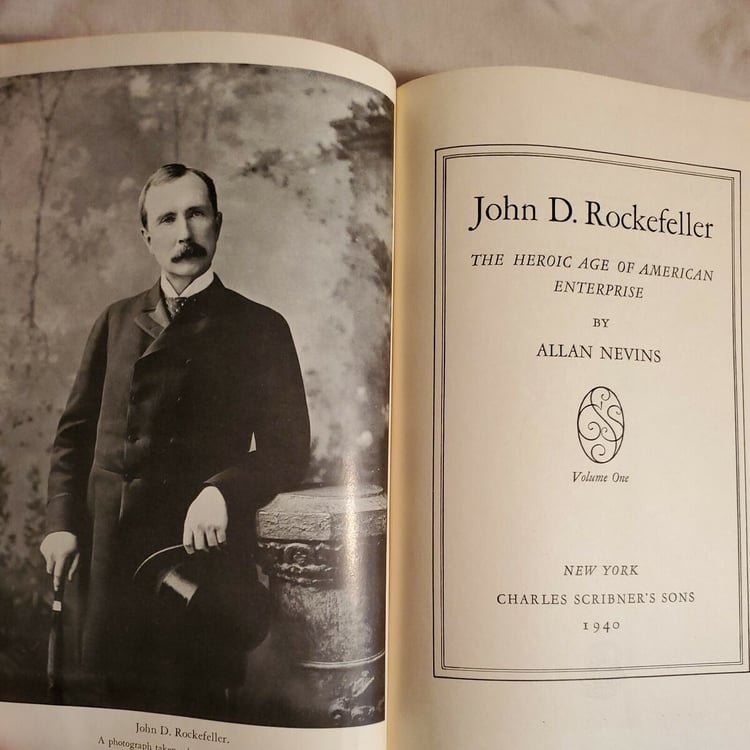 John D. Rockefeller.
A photograph taken
John D. Rockefeller
THE HEROIC AGE OF AMERICAN
ENTERPRISE
BY
ALLAN NEVINS
Volume One
NEW YORK
CHARLES SCRIBNER'S SONS
1940